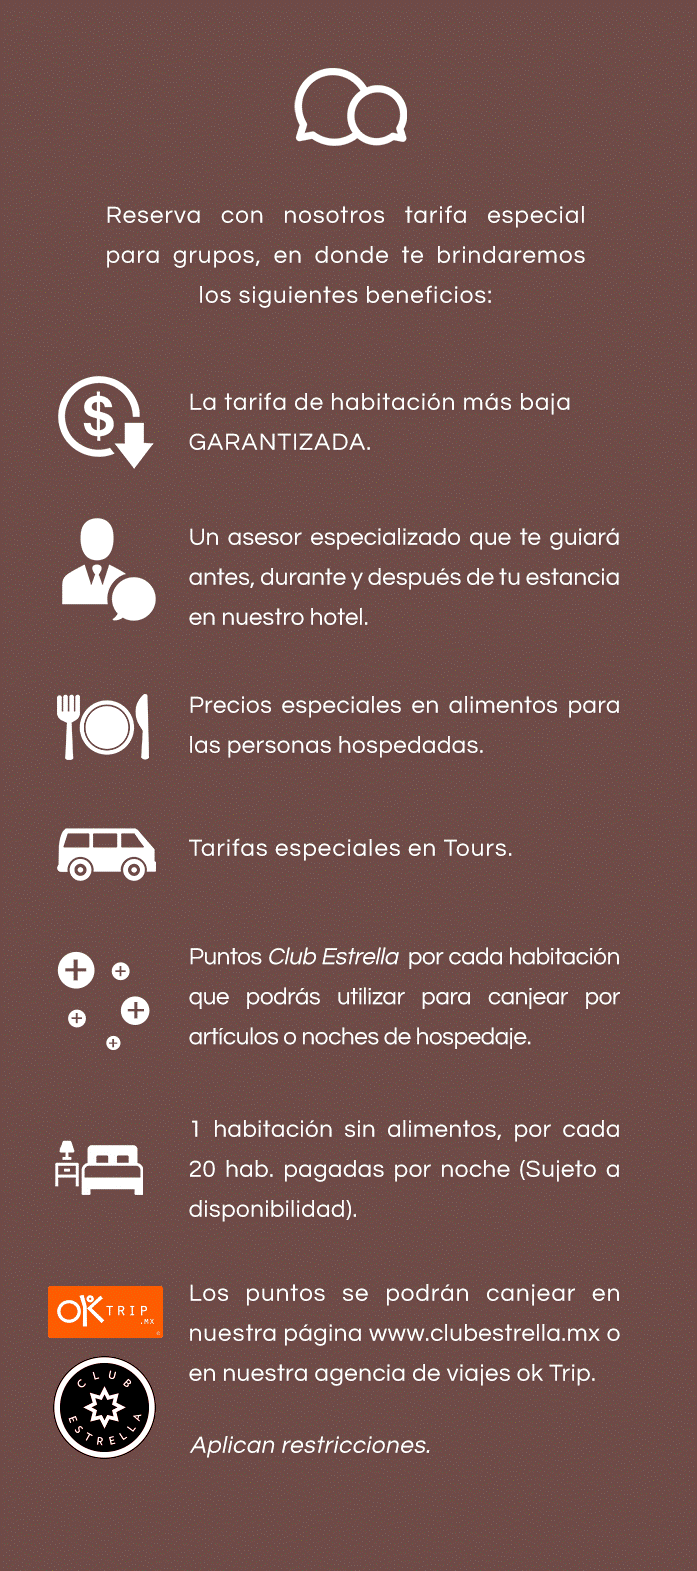 Reserva con nosotros tarifa especial
para grupos, en donde te brindaremos
los siguientes beneficios:
$
La tarifa de habitación más baja
GARANTIZADA.
Un asesor especializado que te guiará
antes, durante y después de tu estancia
en nuestro hotel.
Precios especiales en alimentos para
las personas hospedadas.
Tarifas especiales en Tours.
Puntos Club Estrella por cada habitación
que podrás utilizar para canjear por
artículos o noches de hospedaje.
1 habitación sin alimentos, por cada
20 hab. pagadas por noche (Sujeto a
disponibilidad).
OK TRIP
.MX
Los puntos se podrán canjear en
nuestra página www.clubestrella.mx o
en nuestra agencia de viajes ok Trip.
CLUB
ESTRELLA
Aplican restricciones.